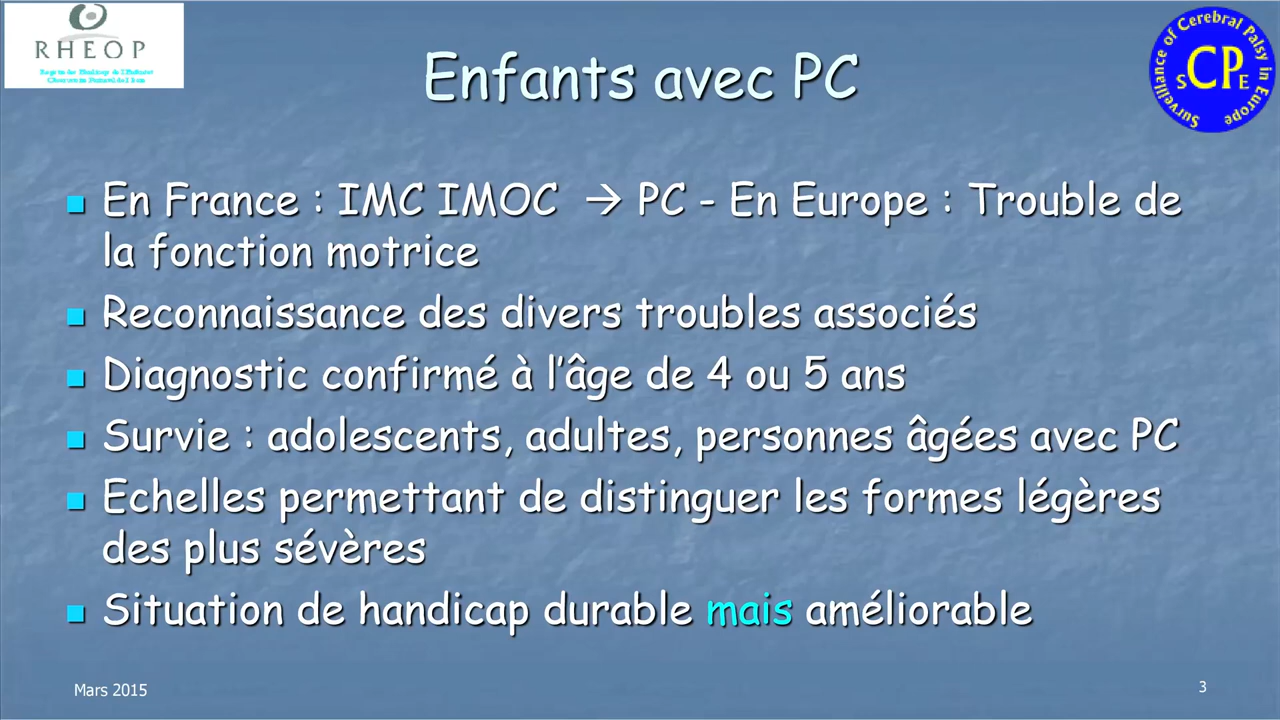 RHEOP
Surveillance of Cerebral Palsy in Europe
SCPE
Enfants avec PC
En France : IMC IMOC → PC - En Europe : Trouble de
la fonction motrice
Reconnaissance des divers troubles associés
Diagnostic confirmé à l’âge de 4 ou 5 ans
Survie : adolescents, adultes, personnes âgées avec PC
Echelles permettant de distinguer les formes légères
des plus sévères
Situation de handicap durable mais améliorable
Mars 2015
3